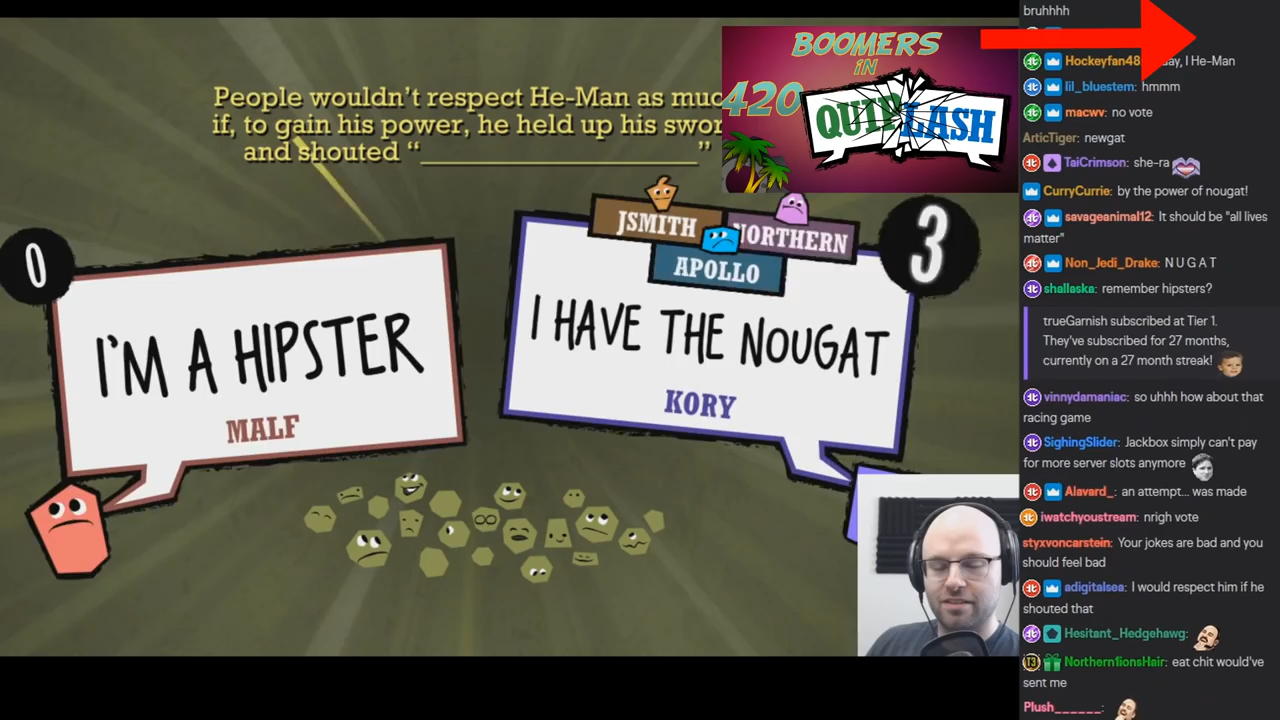 People wouldn't respect He-Man as muc
if, to gain his power, he held up his swor
and shouted "____________________"
BOOMERS
IN
420
QUIPLASH
0
I'M A HIPSTER
MALF
JSMITH
NORTHERN
APOLLO
3
I HAVE THE NOUGAT
KORY
bruhhhh
Hockeyfan48 day, I He-Man
lil_bluestem: hmmm
macwv: no vote
ArticTiger: newgat
TaiCrimson: she-ra
CurryCurrie: by the power of nougat!
savageanimal12: It should be "all lives
matter"
Non_Jedi_Drake: N U G A T
shallaska: remember hipsters?
trueGarnish subscribed at Tier 1.
They've subscribed for 27 months,
currently on a 27 month streak!
vinnydamaniac: so uhhh how about that
racing game
SighingSlider: Jackbox simply can't pay
for more server slots anymore
Alavard_: an attempt... was made
iwatchyoustream: nrigh vote
styxvoncarstein: Your jokes are bad and you
should feel bad
adigitalsea: I would respect him if he
shouted that
Hesitant_Hedgehawg:
T3 Northern1ionsHair: eat chit would've
sent me
Plush______: